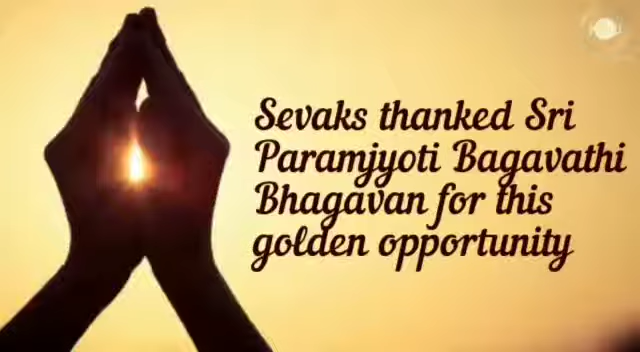 Sevaks thanked Sri
Paramjyoti Bagavathi
Bhagavan for this
golden opportunity